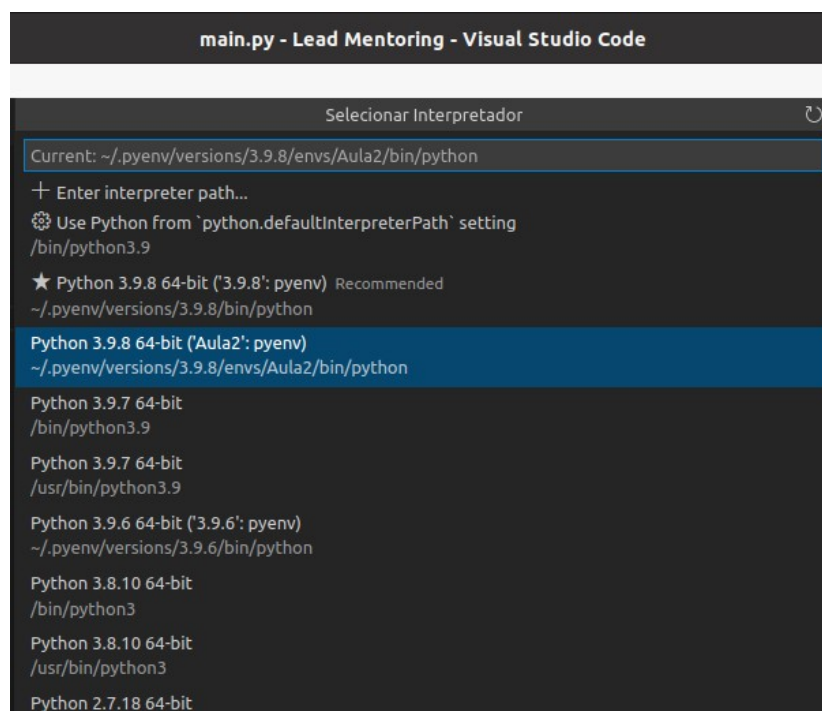 main.py - Lead Mentoring - Visual Studio Code
Selecionar Interpretador
Current: ~/.pyenv/versions/3.9.8/envs/Aula2/bin/python
Enter interpreter path...
Use Python from `python.defaultInterpreterPath` setting
/bin/python3.9
Python 3.9.8 64-bit ('3.9.8': pyenv) Recommended
~/.pyenv/versions/3.9.8/bin/python
Python 3.9.8 64-bit ('Aula2': pyenv)
~/.pyenv/versions/3.9.8/envs/Aula2/bin/python
Python 3.9.7 64-bit
/bin/python3.9
Python 3.9.7 64-bit
/usr/bin/python3.9
Python 3.9.6 64-bit ('3.9.6': pyenv)
~/.pyenv/versions/3.9.6/bin/python
Python 3.8.10 64-bit
/bin/python3
Python 3.8.10 64-bit
/usr/bin/python3
Python 2.7.18 64-bit